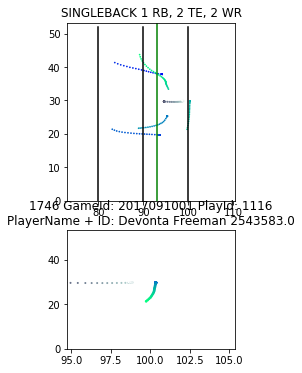 SINGLEBACK 1 RB, 2 TE, 2 WR
50
40
30
20
10
0
80 90 100 110
1746 GameId: 2017091001 PlayId: 1116
PlayerName + ID: Devonta Freeman 2543583.0
40
20
0
95.0 97.5 100.0 102.5 105.0